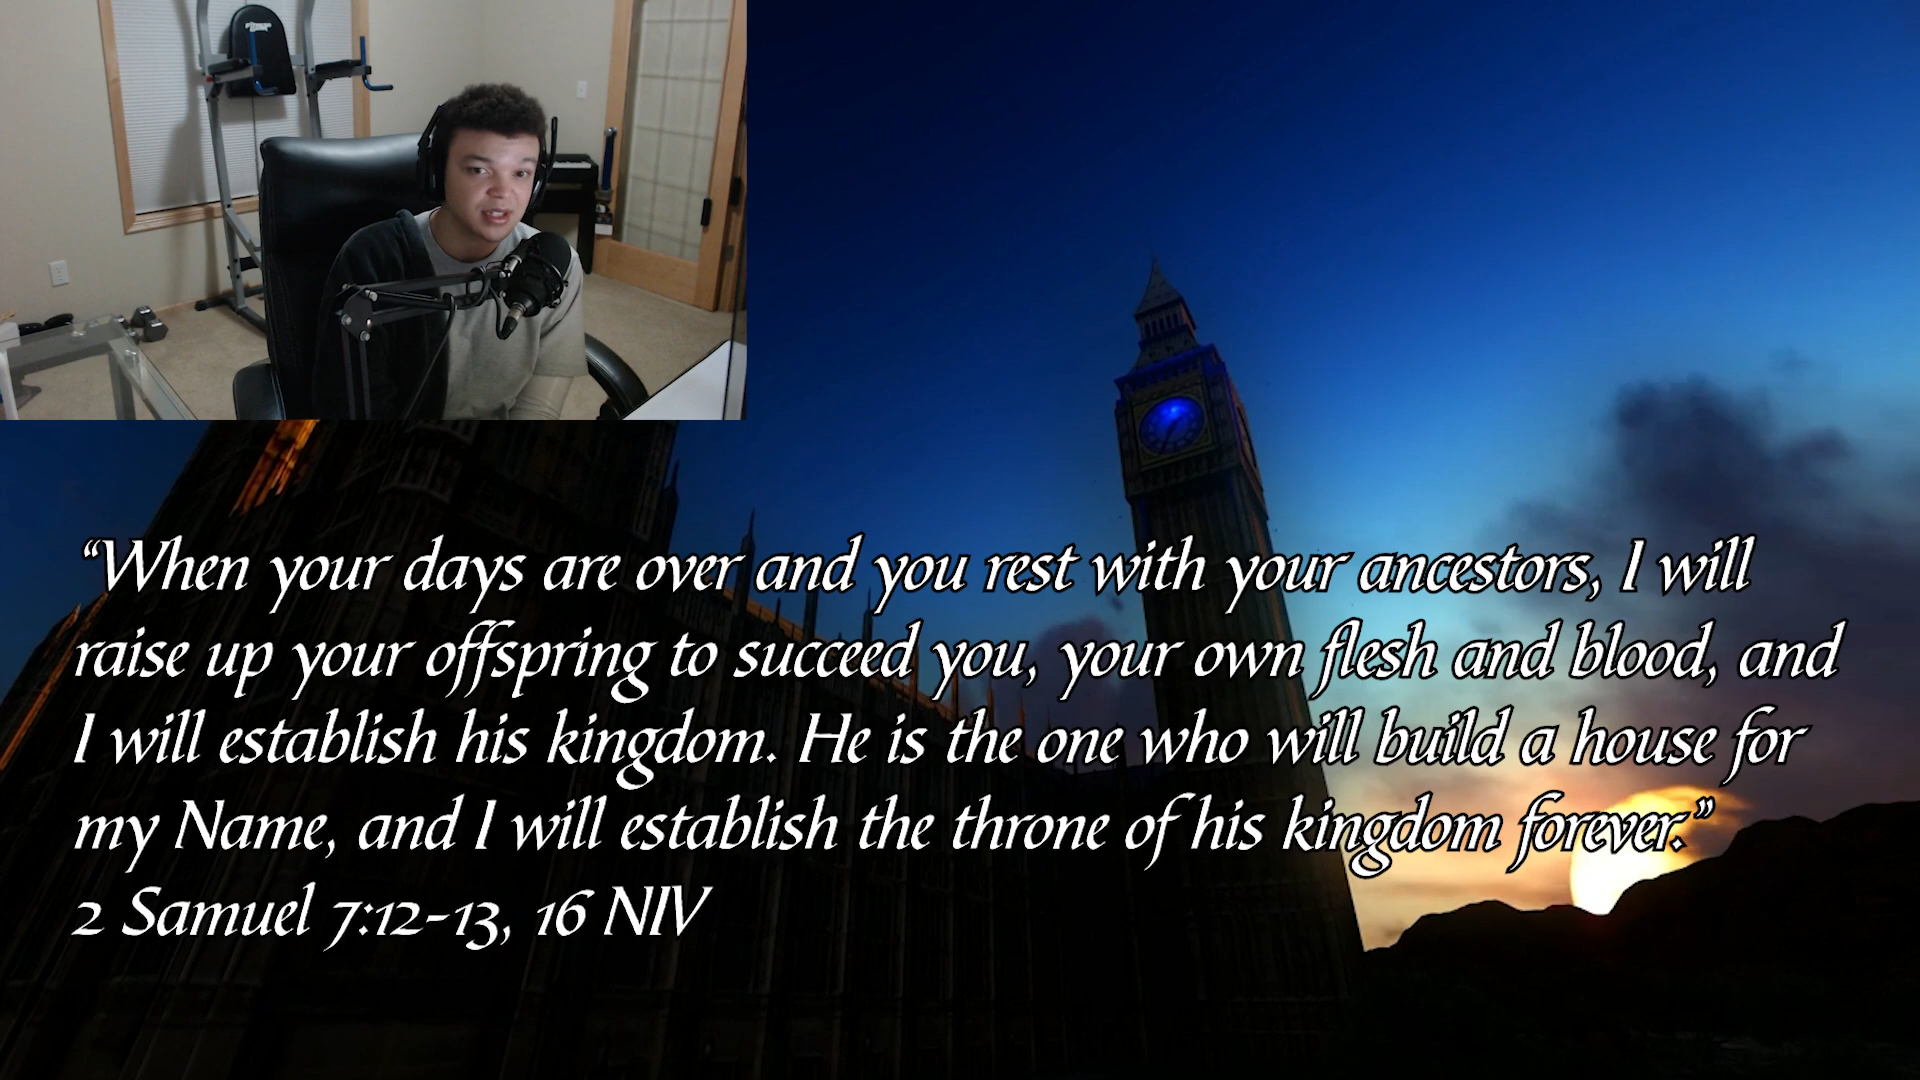 “When your days are over and you rest with your ancestors, I will
raise up your offspring to succeed you, your own flesh and blood, and
I will establish his kingdom. He is the one who will build a house for
my Name, and I will establish the throne of his kingdom forever.”
2 Samuel 7:12-13, 16 NIV